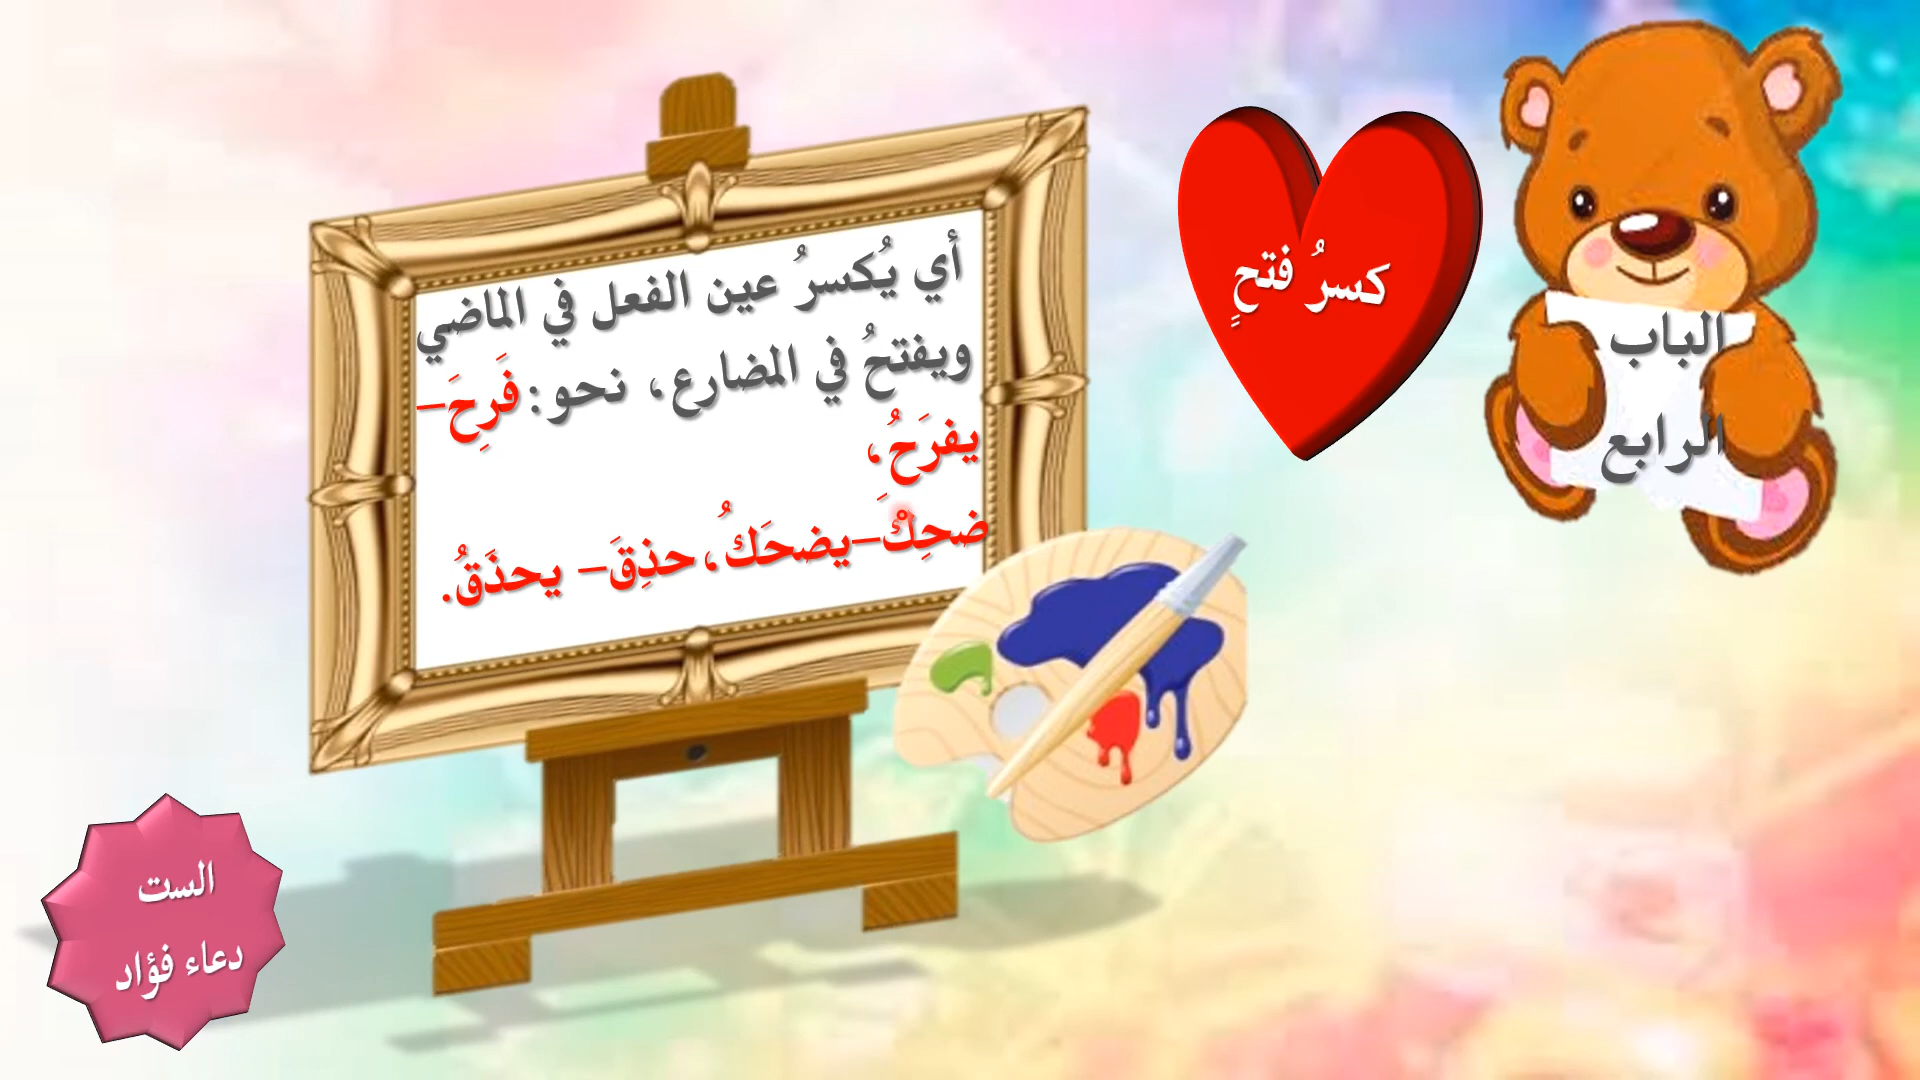 الباب
الرابع
كسرُ فتحٍ
أي يُكسرُ عين الفعل في الماضي
ويفتحُ في المضارع، نحو: فَرِحَ–
يفرَحُ،
ضحِكَْ–يضحَكُ،حذِقَ– يحذَقُ.
الست
دعاء فؤاد